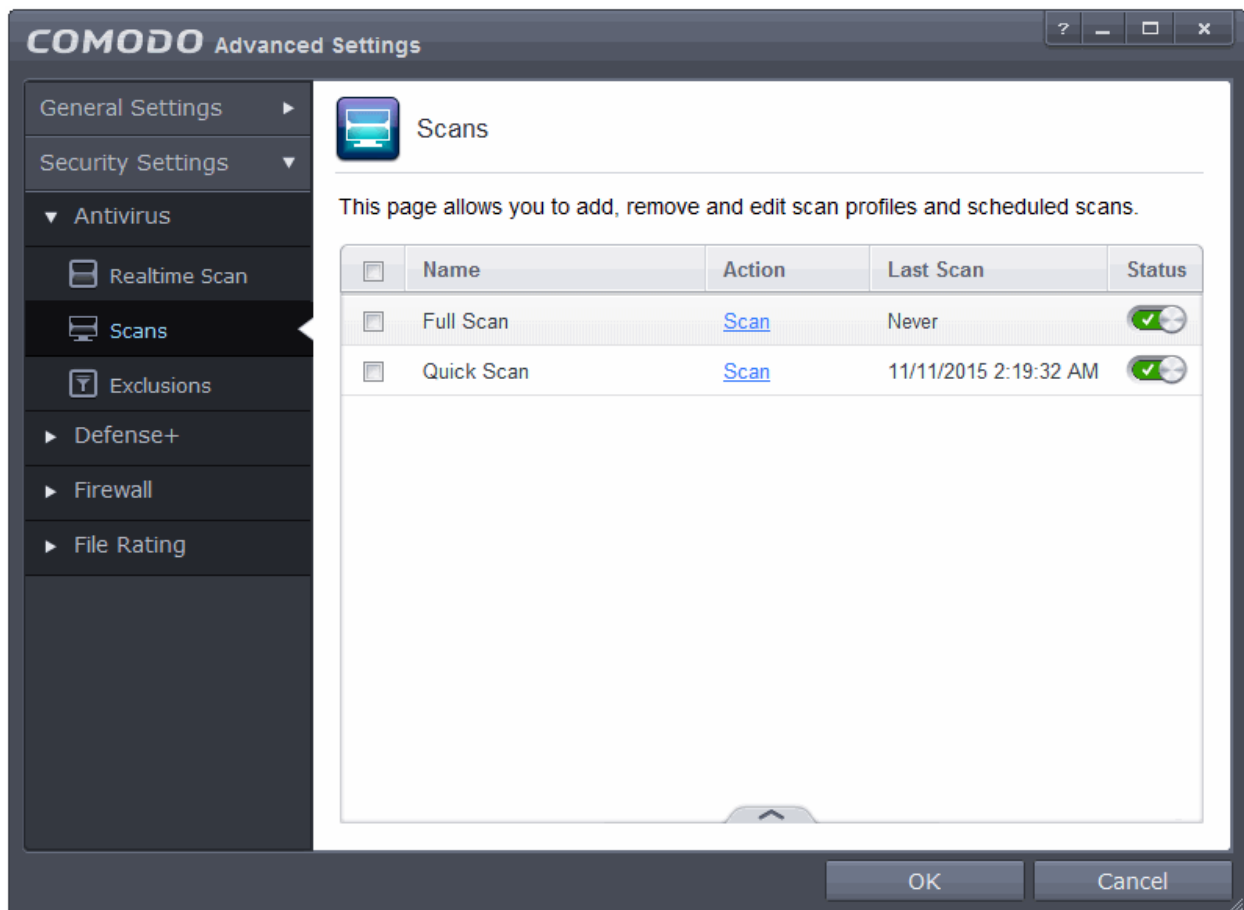 COMODO Advanced Settings
?
General Settings
Security Settings
Antivirus
Realtime Scan
Scans
Exclusions
Defense+
Firewall
File Rating
Scans
This page allows you to add, remove and edit scan profiles and scheduled scans.
Name Action Last Scan Status
Full Scan Scan Never
Quick Scan Scan 11/11/2015 2:19:32 AM
OK Cancel